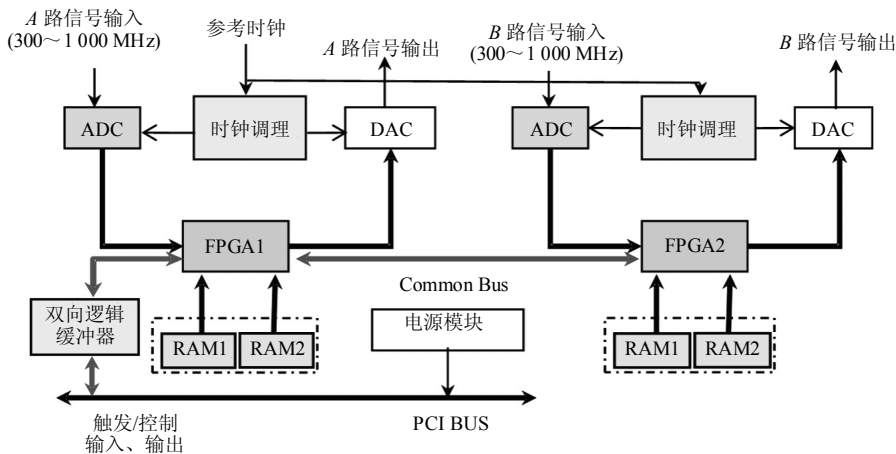 A 路信号输入
(300～1 000 MHz)
参考时钟
A 路信号输出
B 路信号输入
(300～1 000 MHz)
B 路信号输出
ADC
时钟调理
DAC
ADC
时钟调理
DAC
FPGA1
FPGA2
Common Bus
双向逻辑
缓冲器
RAM1
RAM2
电源模块
RAM1
RAM2
触发/控制
输入、输出
PCI BUS